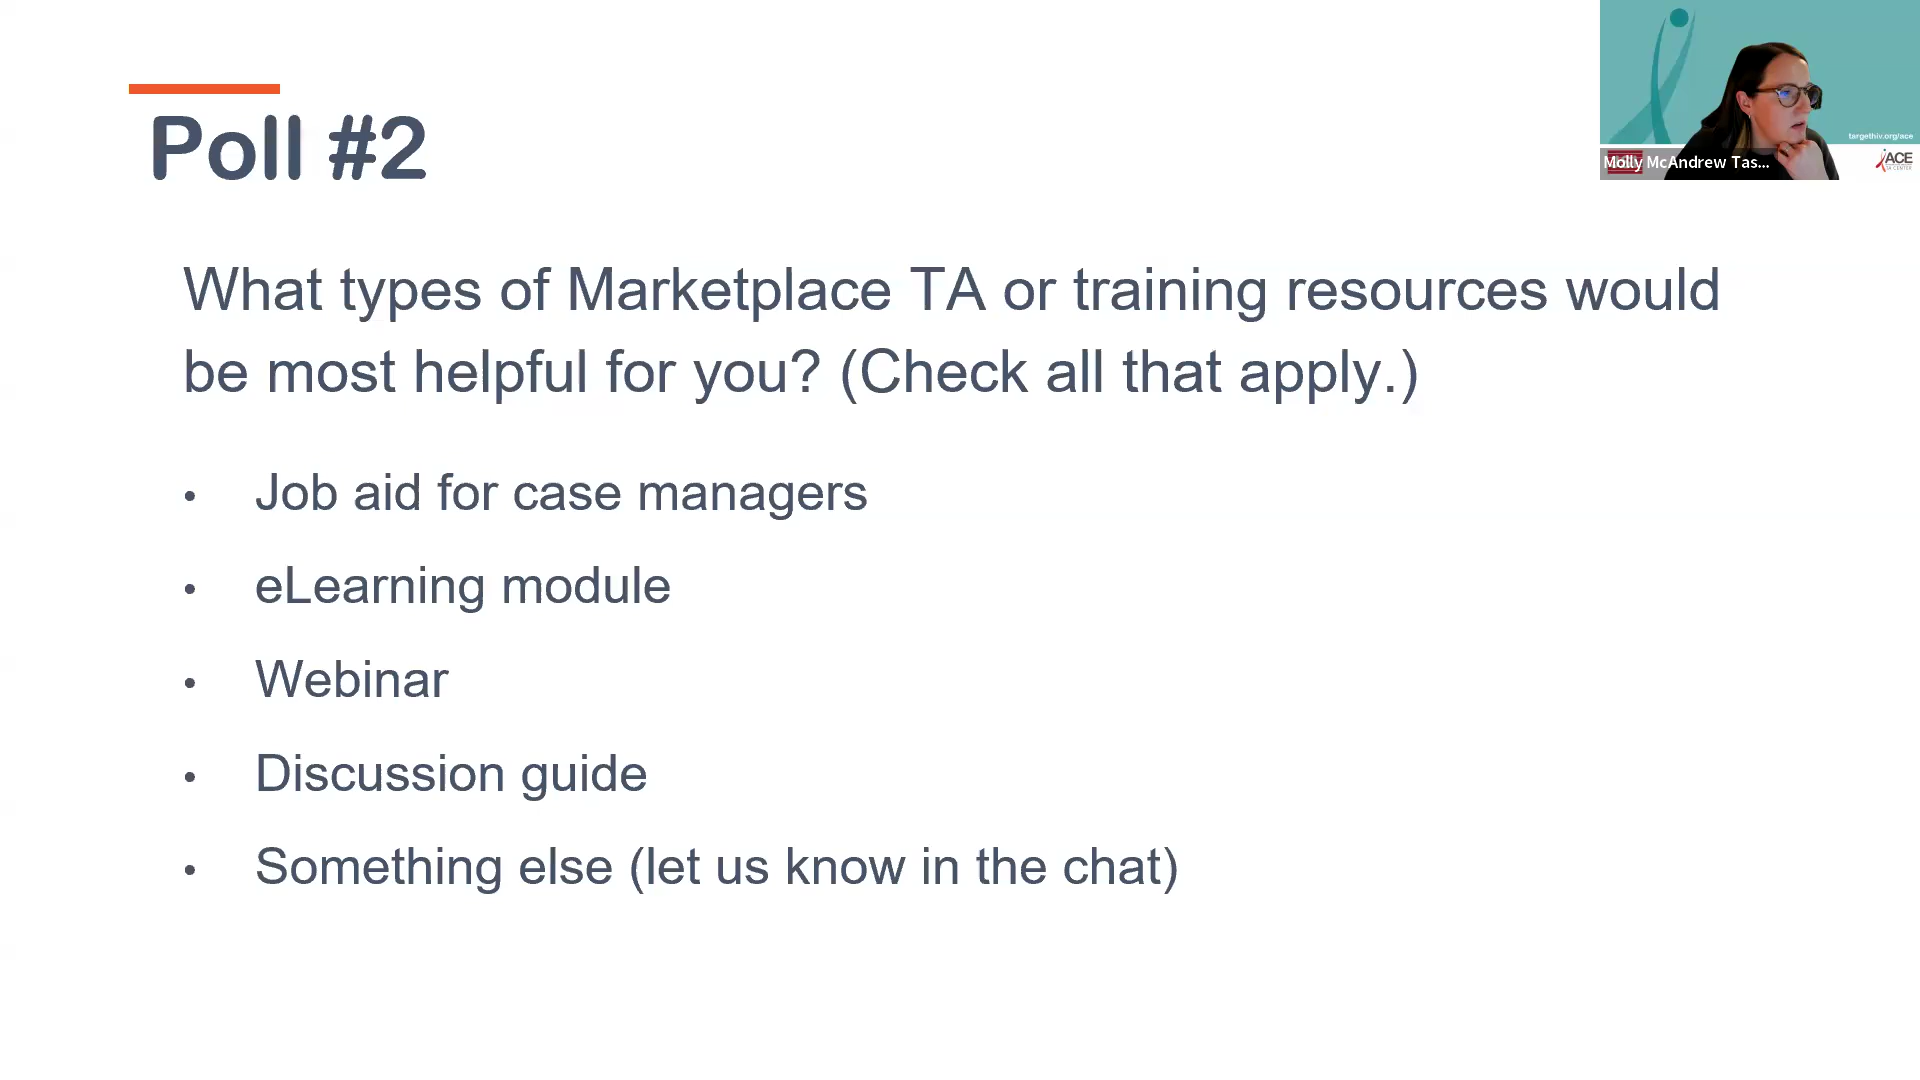 Poll #2
What types of Marketplace TA or training resources would
be most helpful for you? (Check all that apply.)
• Job aid for case managers
• eLearning module
• Webinar
• Discussion guide
• Something else (let us know in the chat)
targethiv.org/ace
Molly McAndrew Tas...
ACE
TA CENTER